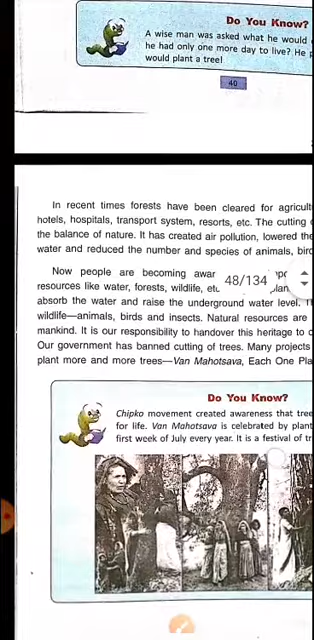 Do You Know?
A wise man was asked what he would
he had only one more day to live? He
would plant a tree!
40
In recent times forests have been cleared for agricult
hotels, hospitals, transport system, resorts, etc. The cutting
the balance of nature. It has created air pollution, lowered the
water and reduced the number and species of animals, bir
Now people are becoming awar
48/134
resources like water, forests, wildlife, etc
absorb the water and raise the underground water level.
wildlife—animals, birds and insects. Natural resources are
mankind. It is our responsibility to handover this heritage to
Our government has banned cutting of trees. Many projects
plant more and more trees—Van Mahotsava, Each One Pla
Do You Know?
Chipko movement created awareness that tree
for life. Van Mahotsava is celebrated by plant
first week of July every year. It is a festival of tr